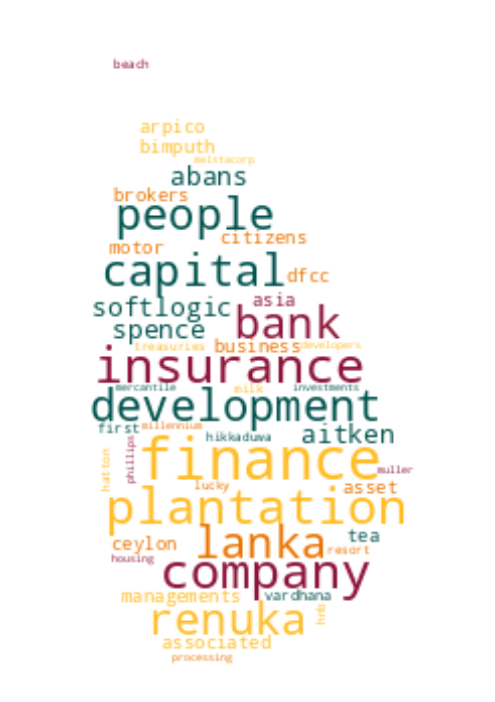 beach
arpico
bimputh
melstacorp
abans
brokers
people
citizens
motor
capital dfcc
asia
softlogic bank
spence
treasuries business developers
insurance
mercantile milk investments
development
first millennium
hikkaduwa aitken
finance
phillips
hatton
muller
lucky asset
plantation
lanka tea
ceylon resort
housing
company
managements vardhana
renuka hnb
associated
processing